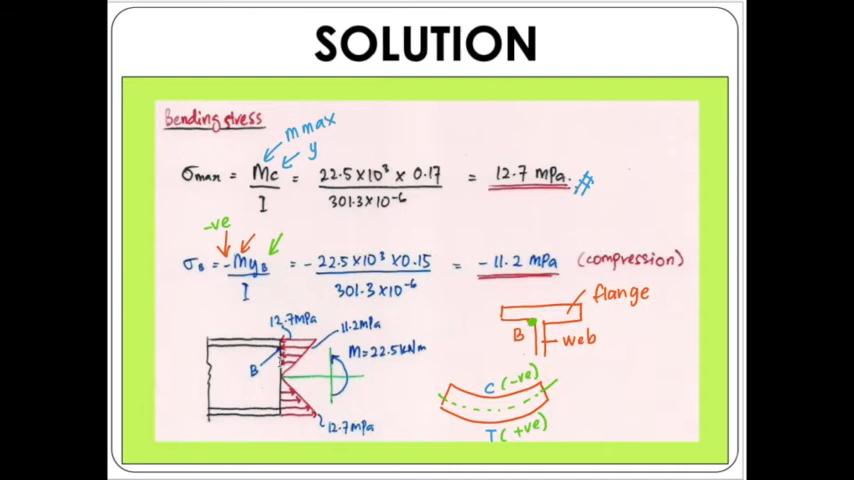 SOLUTION
Bending stress
m max
y
σmax = Mc / I = 22.5×10³ × 0.17 / 301.3×10⁻⁶ = 12.7 MPa. #
-ve
σB = -MyB / I = - 22.5×10³×0.15 / 301.3×10⁻⁶ = - 11.2 MPa (compression)
flange
B
web
12.7MPa
11.2MPa
M=22.5kNm
B
12.7MPa
C (-ve)
T (+ve)